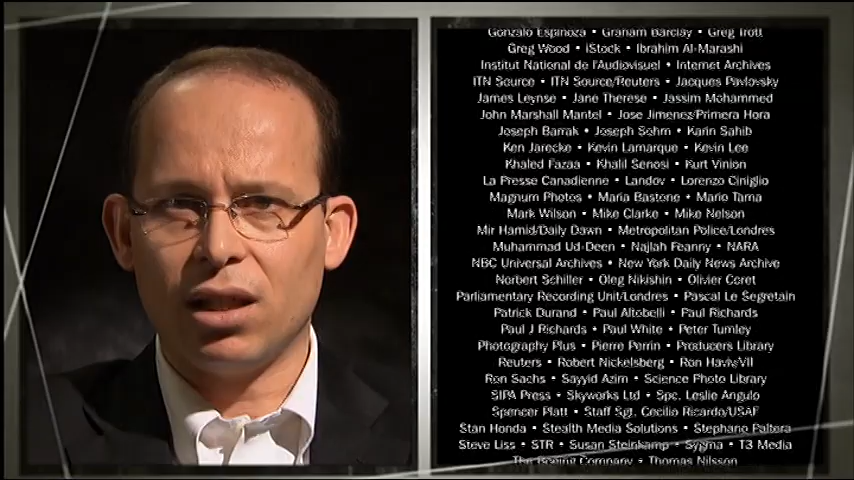 Gonzalo Espinoza • Graham Barclay • Greg Trott
Greg Wood • iStock • Ibrahim Al-Marashi
Institut National de l'Audiovisuel • Internet Archives
ITN Source • ITN Source/Reuters • Jacques Pavlovsky
James Leynse • Jane Therese • Jassim Mohammed
John Marshall Mantel • Jose Jimenez/Primera Hora
Joseph Barrak • Joseph Sohm • Karin Sahib
Ken Jarecke • Kevin Lamarque • Kevin Lee
Khaled Fazaa • Khalil Senosi • Kurt Vinion
La Presse Canadienne • Landov • Lorenzo Ciniglio
Magnum Photos • Maria Bastone • Mario Tama
Mark Wilson • Mike Clarke • Mike Nelson
Mir Hamid/Daily Dawn • Metropolitan Police/Londres
Muhammad Ud-Deen • Najlah Feanny • NARA
NBC Universal Archives • New York Daily News Archive
Norbert Schiller • Oleg Nikishin • Olivier Coret
Parliamentary Recording Unit/Londres • Pascal Le Segretain
Patrick Durand • Paul Altobelli • Paul Richards
Paul J Richards • Paul White • Peter Turnley
Photography Plus • Pierre Perrin • Producers Library
Reuters • Robert Nickelsberg • Ron Haviv/VII
Ron Sachs • Sayyid Azim • Science Photo Library
SIPA Press • Skyworks Ltd • Spc. Leslie Angulo
Spencer Platt • Staff Sgt. Cecilio Ricardo/USAF
Stan Honda • Stealth Media Solutions • Stephano Paltera
Steve Liss • STR • Susan Steinkamp • Sygma • T3 Media
The Boeing Company • Thomas Nilsson